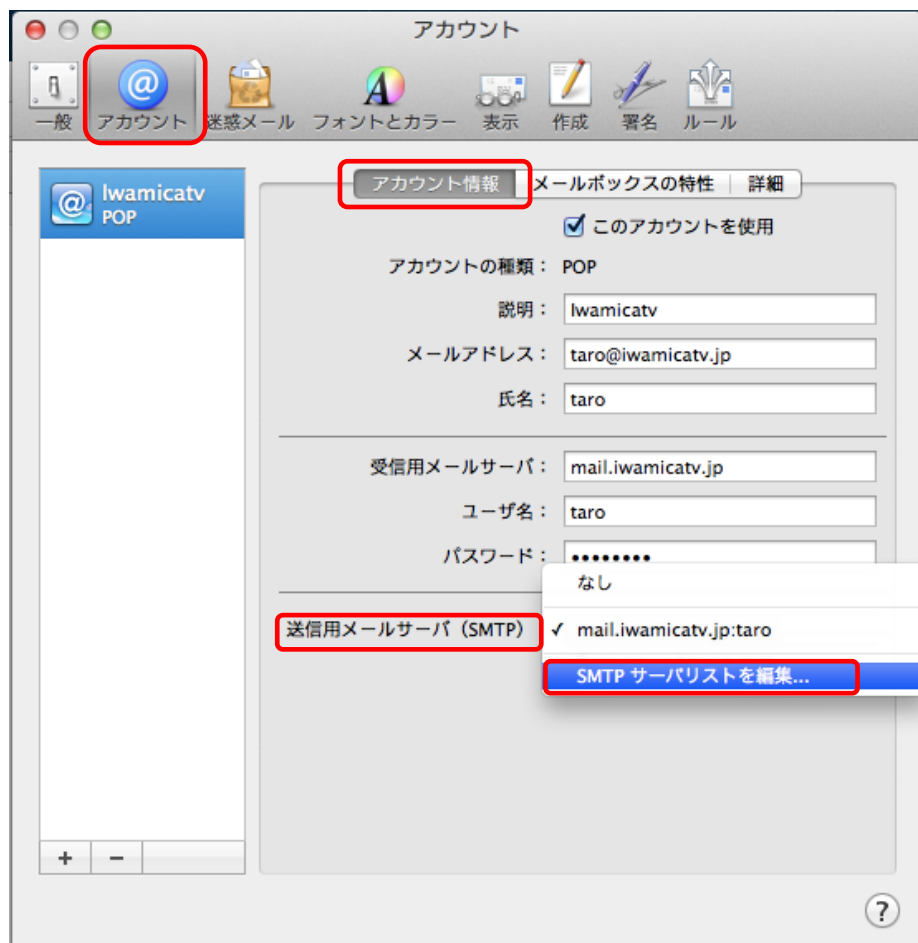 アカウント
一般 アカウント 迷惑メール フォントとカラー 表示 作成 署名 ルール
Iwamicatv
POP
アカウント情報 メールボックスの特性 詳細
このアカウントを使用
アカウントの種類： POP
説明： Iwamicatv
メールアドレス： taro@iwamicatv.jp
氏名： taro
受信用メールサーバ： mail.iwamicatv.jp
ユーザ名： taro
パスワード： ••••••••
なし
送信用メールサーバ（SMTP） ✓ mail.iwamicatv.jp:taro
SMTP サーバリストを編集...
+ −
?